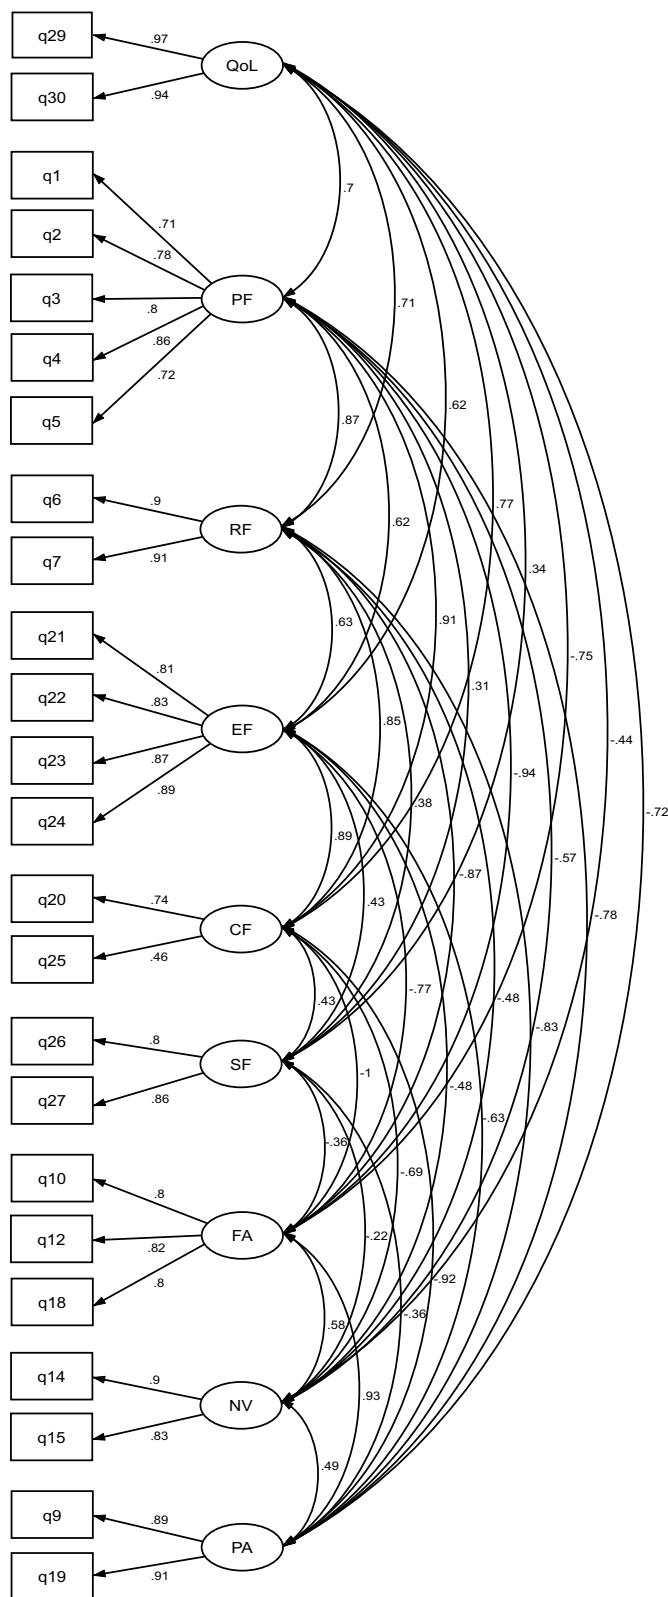 q29
.97
QoL
q30
.94
q1
.71
q2
.78
.7
q3
PF
.8
.71
q4
.86
q5
.72
.87
.62
q6
.9
RF
.62
.77
q7
.91
.34
q21
.63
.91
.81
.75
q22
.83
.31
EF
.85
-.44
q23
.87
-.94
q24
.89
.38
-.72
.89
-.57
q20
.74
-.87
CF
.43
-.78
q25
.46
-.77
.43
-.48
q26
.8
-.83
SF
-1
q27
.86
-.48
-.63
-.36
q10
-.69
.8
FA
-.22
q12
.82
-.92
q18
.8
-.36
.58
q14
.9
NV
.93
q15
.83
.49
q9
.89
PA
q19
.91